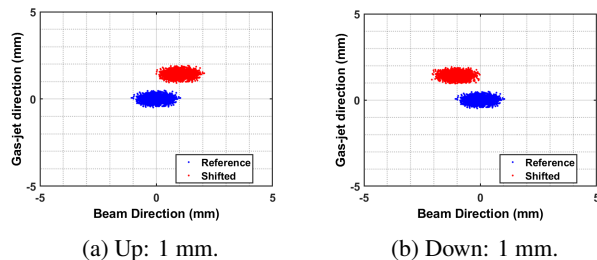 Gas-jet direction (mm)
5
0
-5
-5
0
5
Beam Direction (mm)
Reference
Shifted
(a) Up: 1 mm.
Gas-jet direction (mm)
5
0
-5
-5
0
5
Beam Direction (mm)
Reference
Shifted
(b) Down: 1 mm.